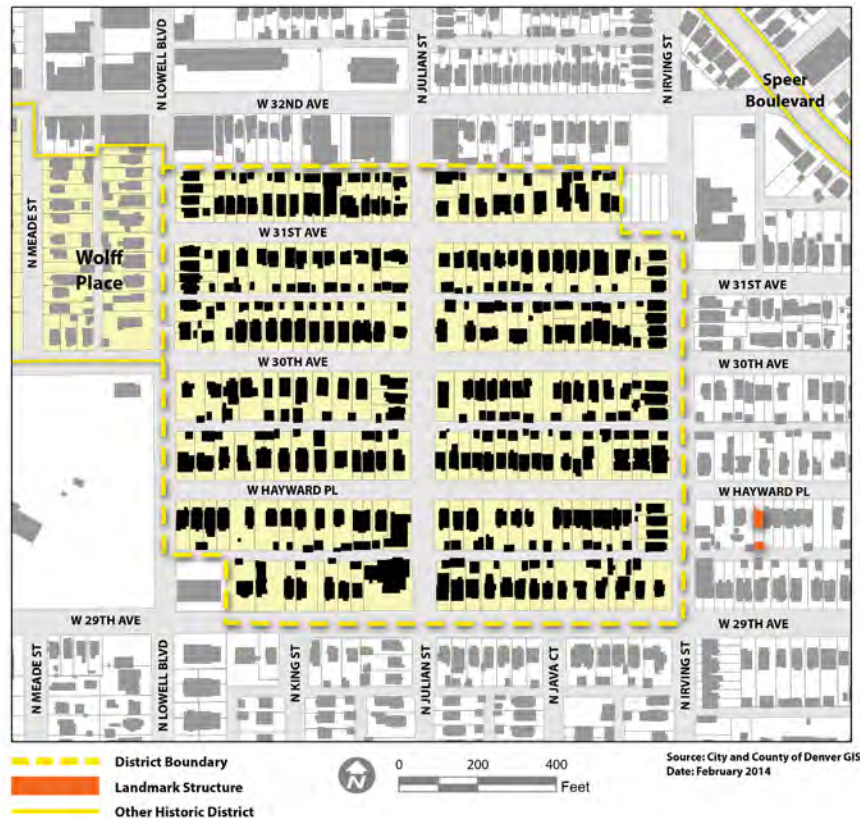 N LOWELL BLVD
N JULIAN ST
N IRVING ST
Speer
Boulevard
W 32ND AVE
N MEADE ST
Wolff
Place
W 31ST AVE
W 31ST AVE
W 30TH AVE
W 30TH AVE
W HAYWARD PL
W HAYWARD PL
W 29TH AVE
W 29TH AVE
N MEADE ST
N LOWELL BLVD
N KING ST
N JULIAN ST
N JAVA CT
N IRVING ST
District Boundary
Landmark Structure
Other Historic District
N
0 200 400
Feet
Source: City and County of Denver GIS
Date: February 2014